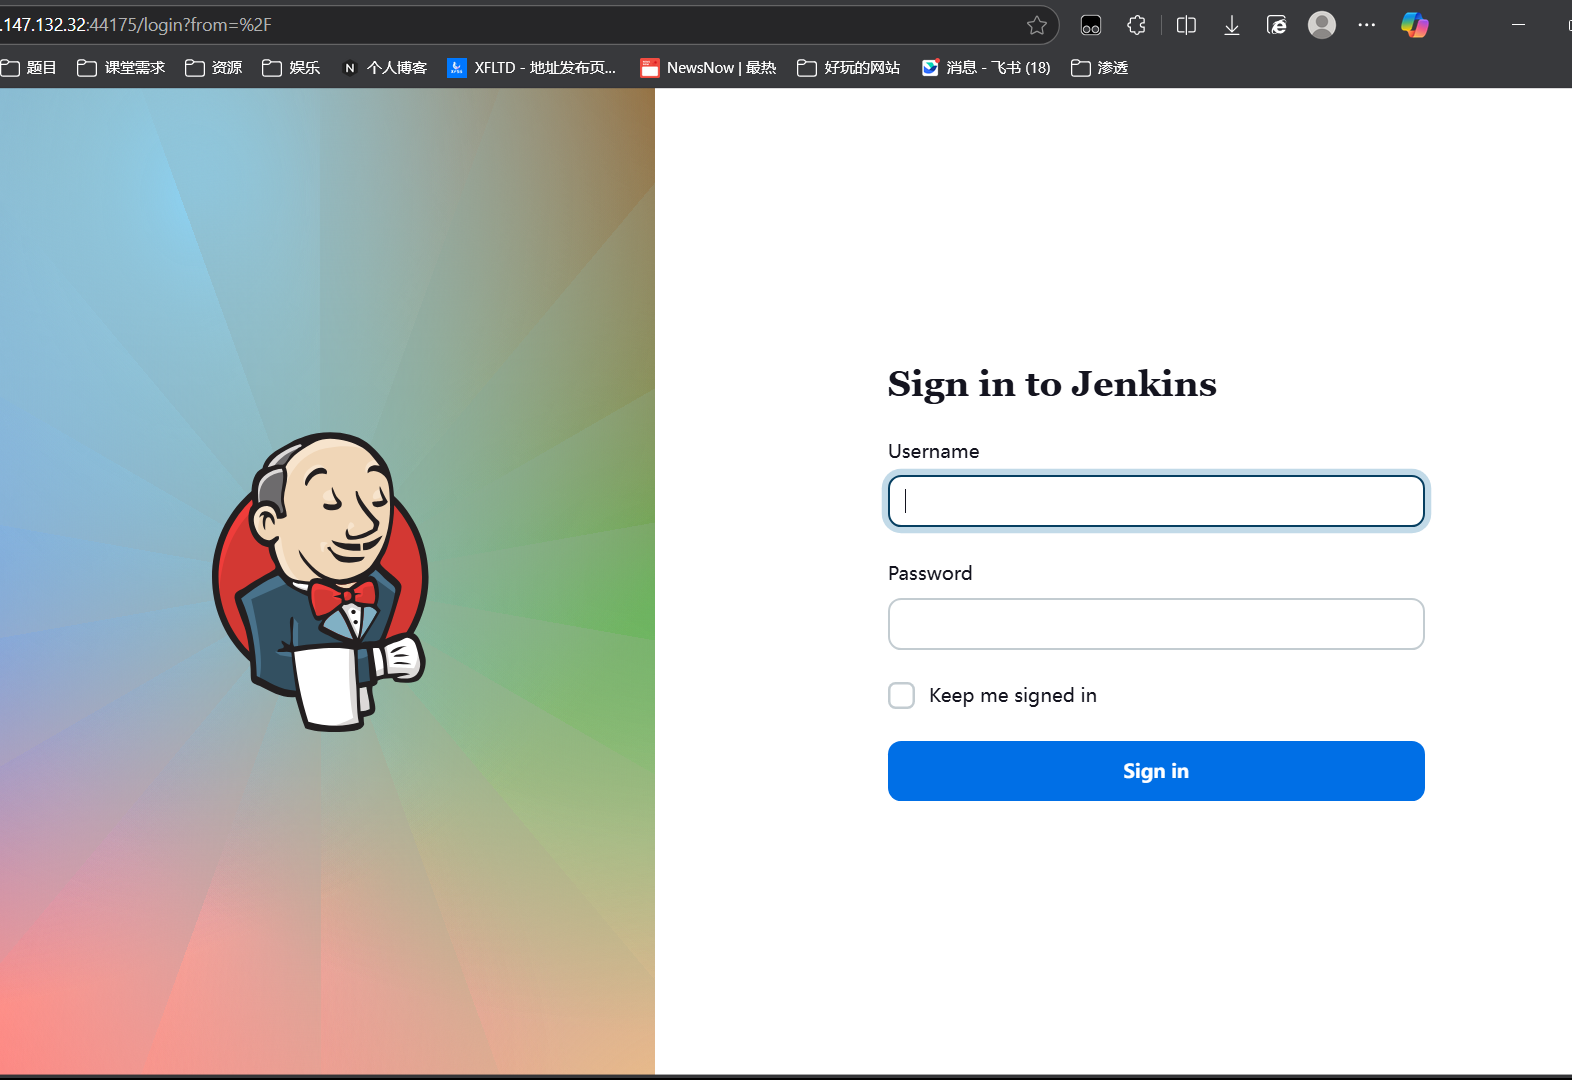 .147.132.32:44175/login?from=%2F
题目 课堂需求 资源 娱乐 N 个人博客 XFLTD - 地址发布页... NewsNow | 最热 好玩的网站 消息 - 飞书 (18) 渗透
Sign in to Jenkins
Username
Password
Keep me signed in
Sign in